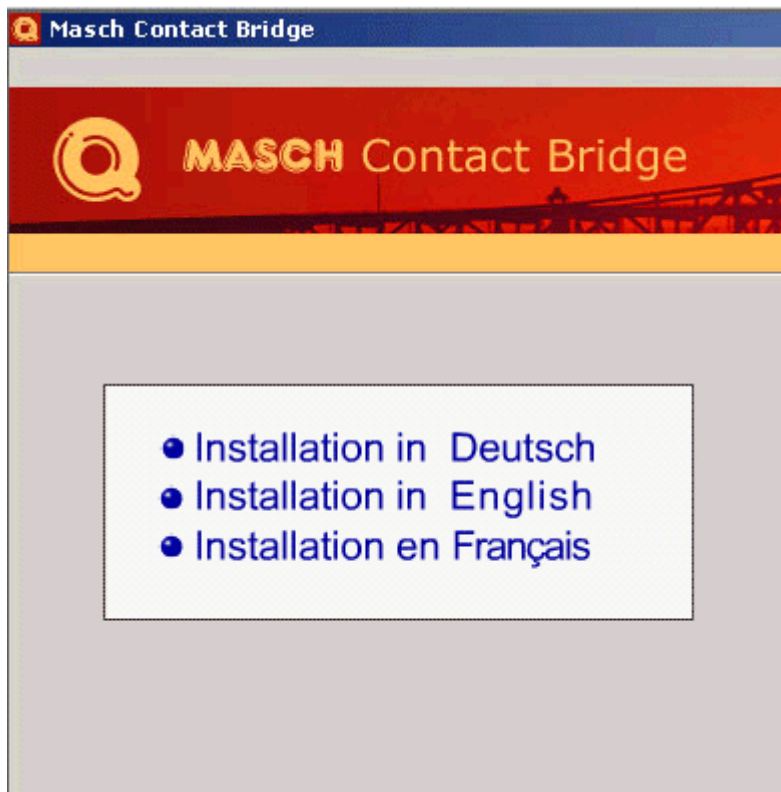 Masch Contact Bridge
MASCH Contact Bridge
Installation in Deutsch
Installation in English
Installation en Français